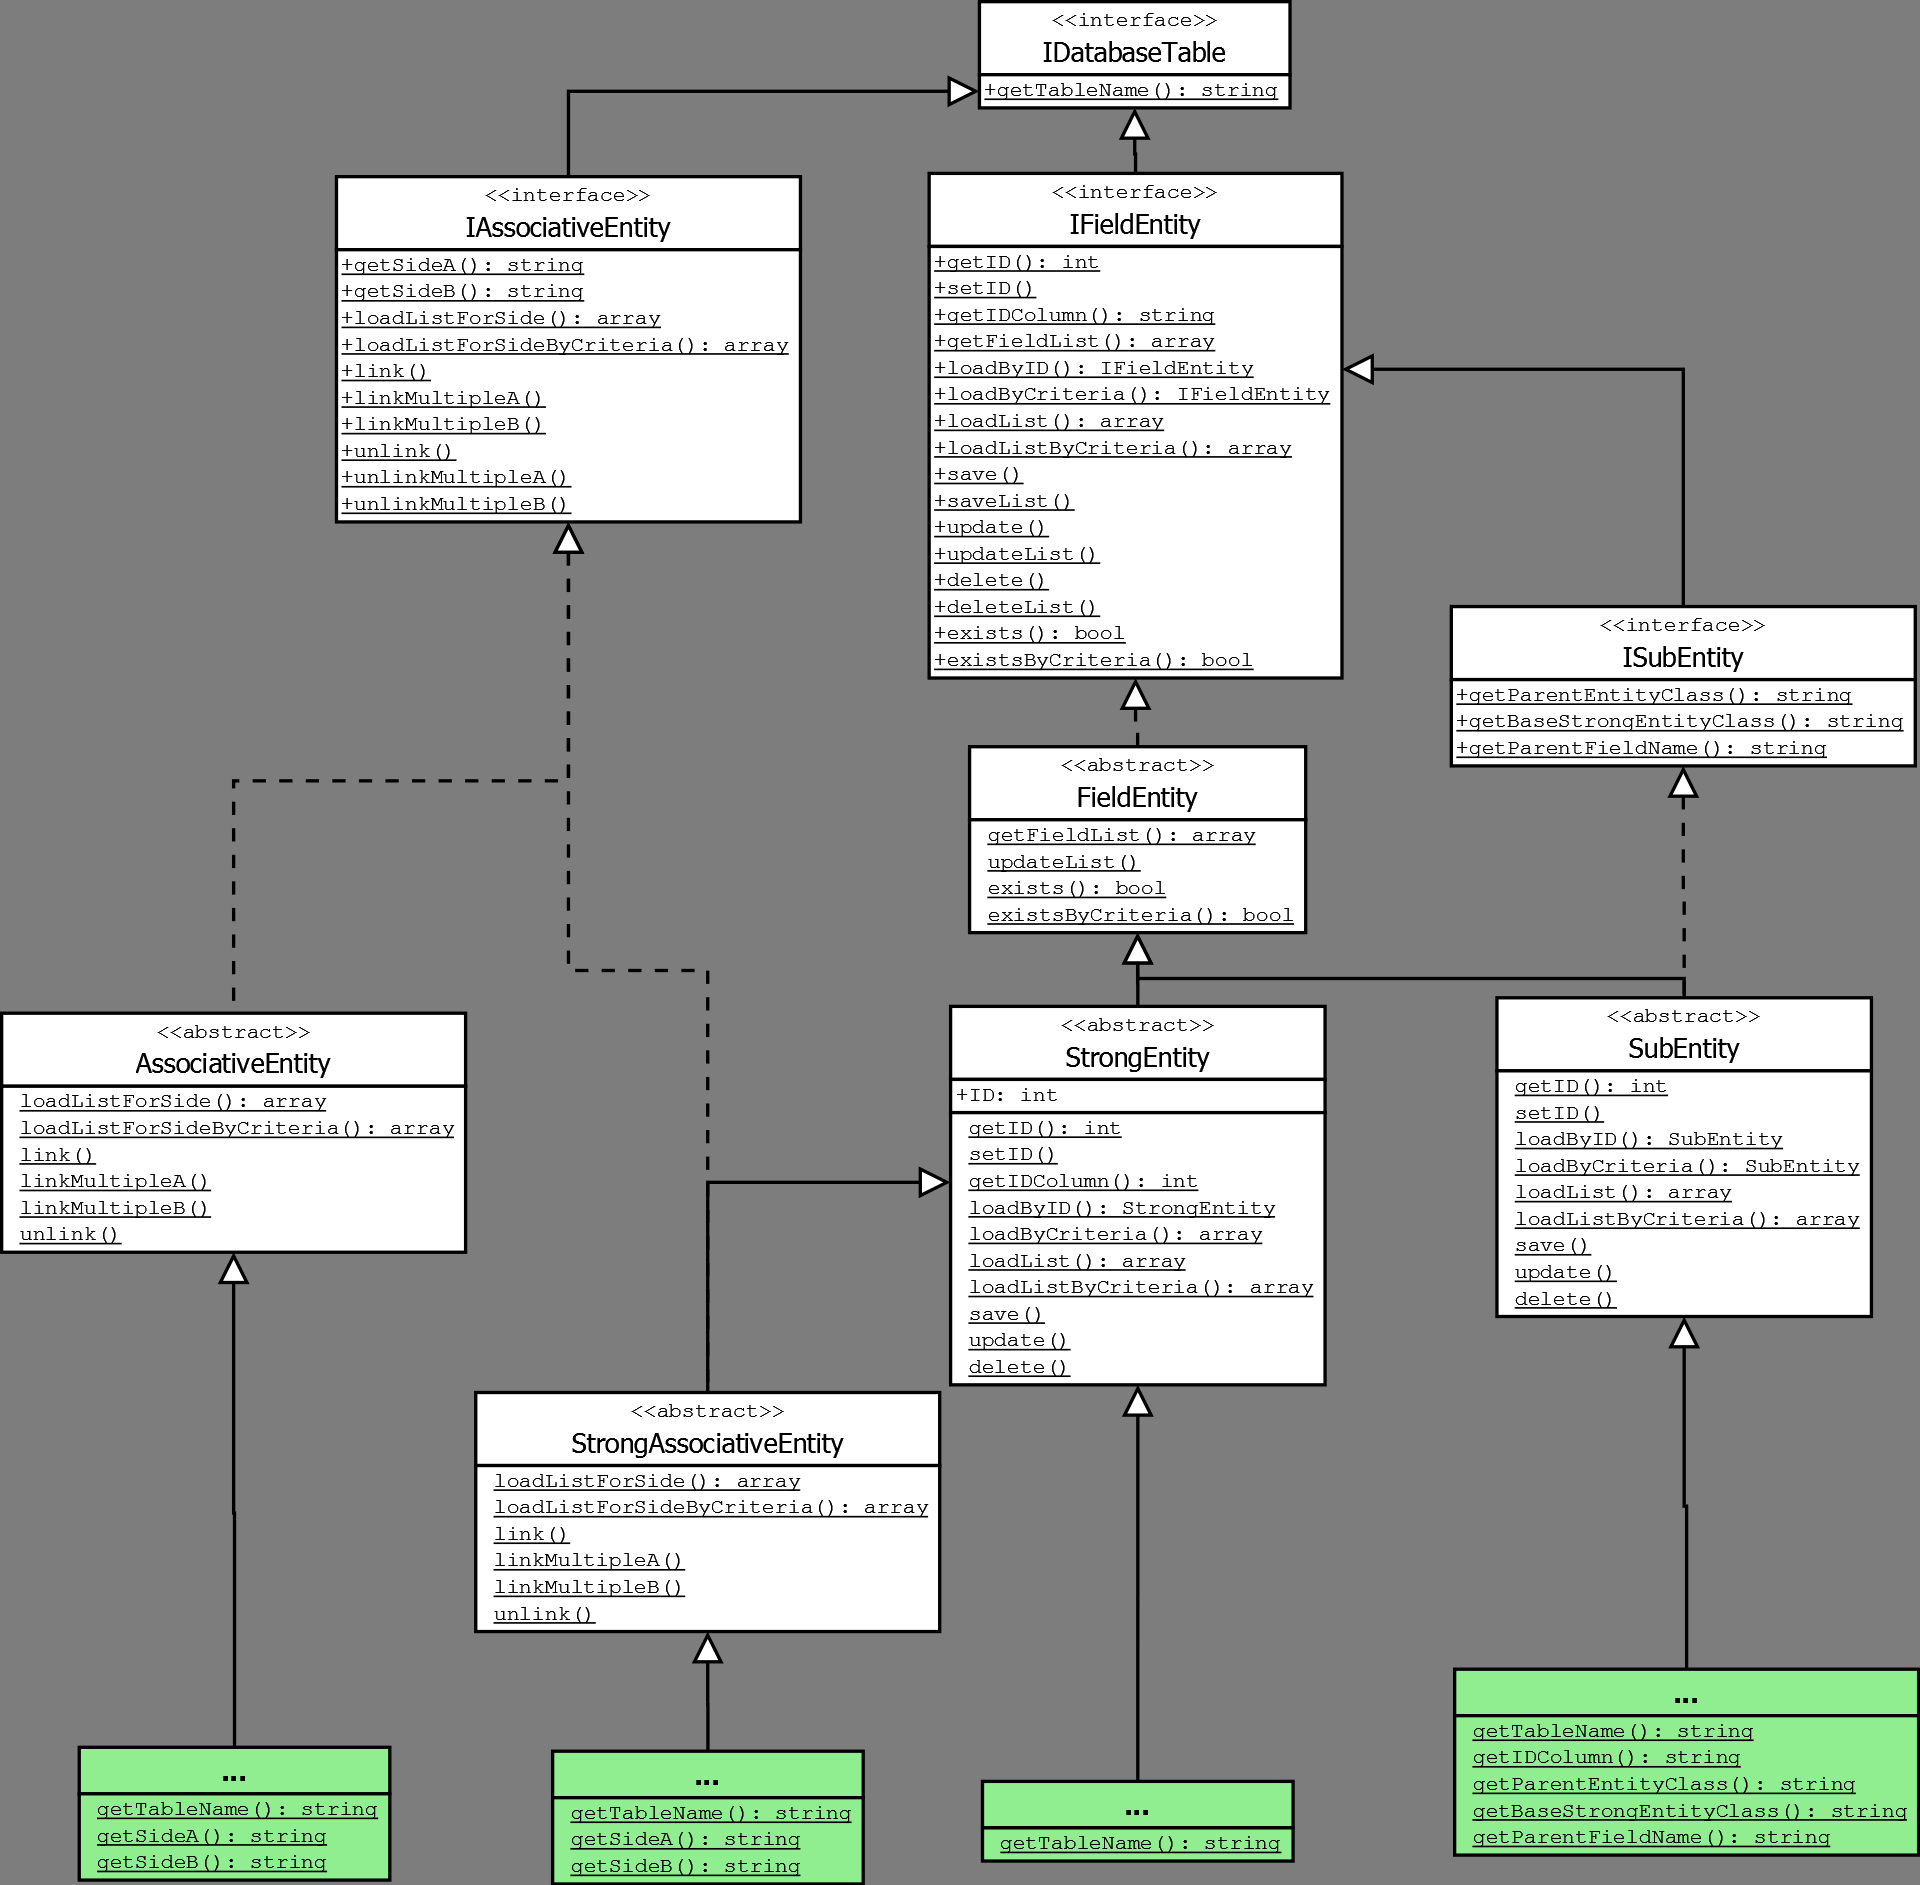 <<interface>>
IDatabaseTable
+getTableName(): string
<<interface>>
IAssociativeEntity
+getSideA(): string
+getSideB(): string
+loadListForSide(): array
+loadListForSideByCriteria(): array
+link()
+linkMultipleA()
+linkMultipleB()
+unlink()
+unlinkMultipleA()
+unlinkMultipleB()
<<interface>>
IFieldEntity
+getID(): int
+setID()
+getIDColumn(): string
+getFieldList(): array
+loadByID(): IFieldEntity
+loadByCriteria(): IFieldEntity
+loadList(): array
+loadListByCriteria(): array
+save()
+saveList()
+update()
+updateList()
+delete()
+deleteList()
+exists(): bool
+existsByCriteria(): bool
<<interface>>
ISubEntity
+getParentEntityClass(): string
+getBaseStrongEntityClass(): string
+getParentFieldName(): string
<<abstract>>
FieldEntity
getFieldList(): array
updateList()
exists(): bool
existsByCriteria(): bool
<<abstract>>
AssociativeEntity
loadListForSide(): array
loadListForSideByCriteria(): array
link()
linkMultipleA()
linkMultipleB()
unlink()
<<abstract>>
StrongEntity
+ID: int
getID(): int
setID()
getIDColumn(): int
loadByID(): StrongEntity
loadByCriteria(): array
loadList(): array
loadListByCriteria(): array
save()
update()
delete()
<<abstract>>
SubEntity
getID(): int
setID()
loadByID(): SubEntity
loadByCriteria(): SubEntity
loadList(): array
loadListByCriteria(): array
save()
update()
delete()
<<abstract>>
StrongAssociativeEntity
loadListForSide(): array
loadListForSideByCriteria(): array
link()
linkMultipleA()
linkMultipleB()
unlink()
...
getTableName(): string
getSideA(): string
getSideB(): string
...
getTableName(): string
getSideA(): string
getSideB(): string
...
getTableName(): string
...
getTableName(): string
getIDColumn(): string
getParentEntityClass(): string
getBaseStrongEntityClass(): string
getParentFieldName(): string